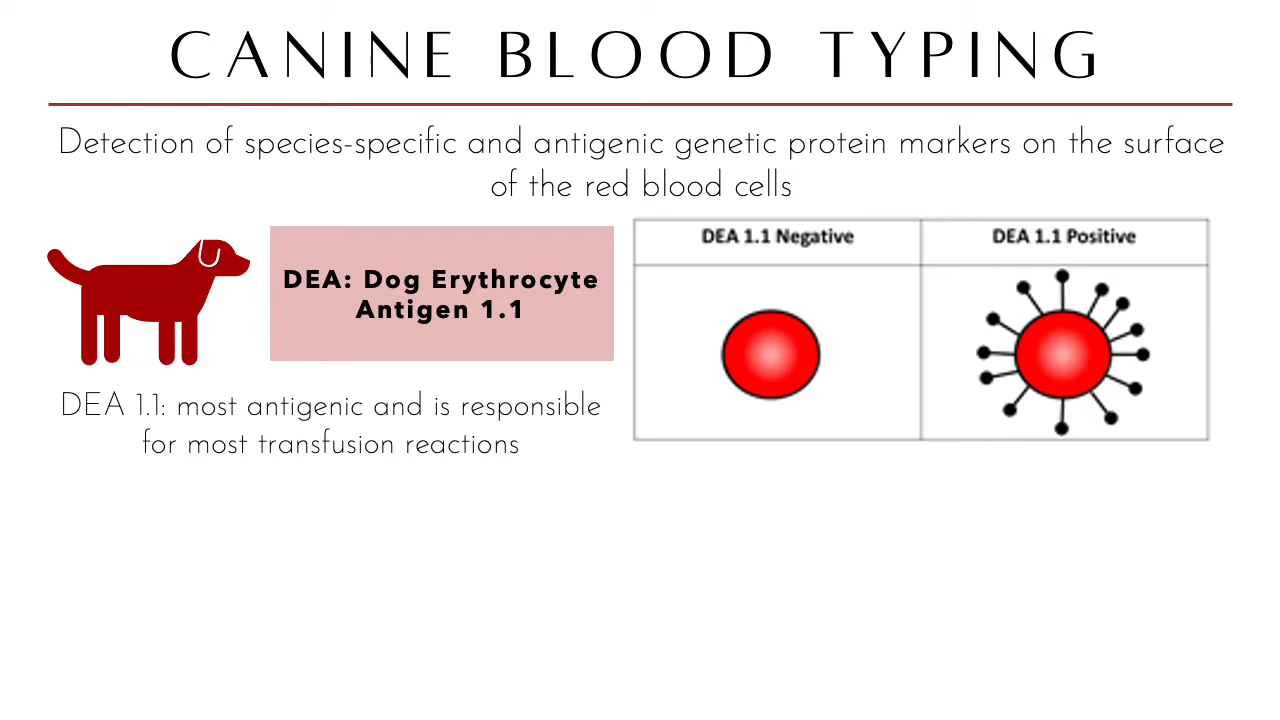 CANINE BLOOD TYPING
Detection of species-specific and antigenic genetic protein markers on the surface
of the red blood cells
DEA: Dog Erythrocyte
Antigen 1.1
DEA 1.1: most antigenic and is responsible
for most transfusion reactions
DEA 1.1 Negative
DEA 1.1 Positive